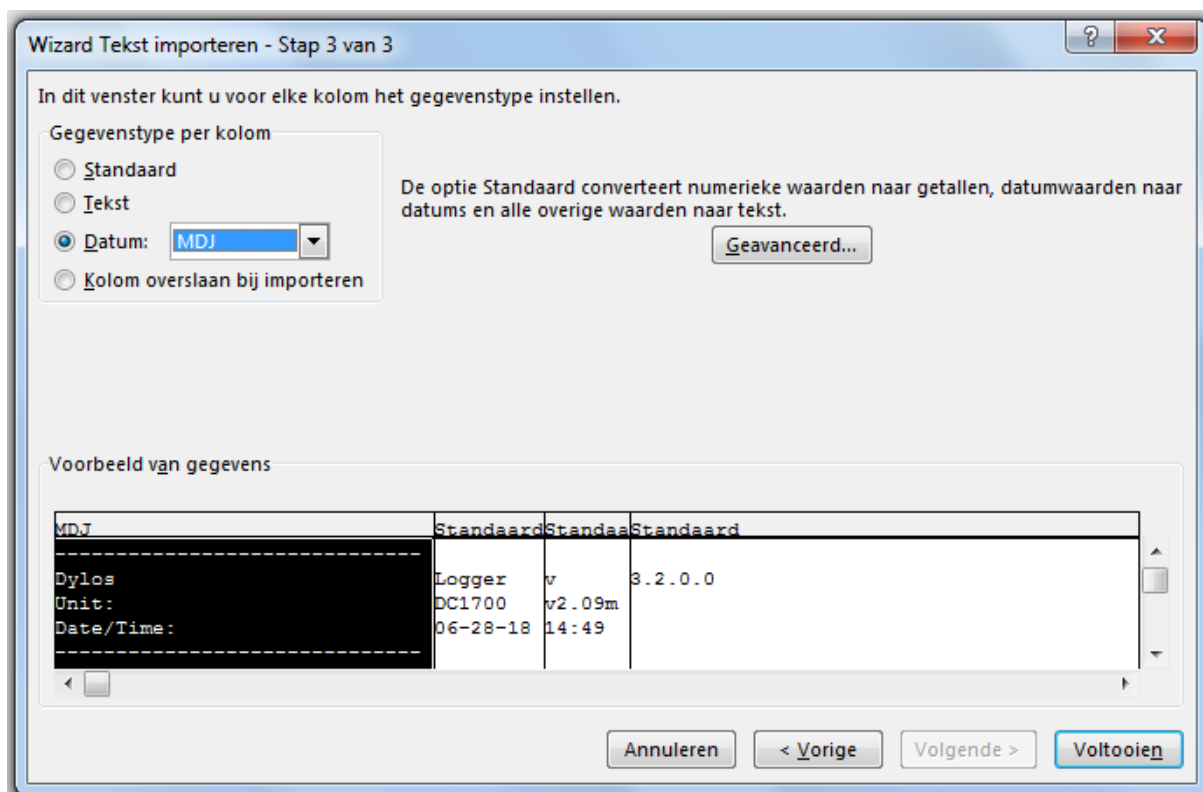 Wizard Tekst importeren - Stap 3 van 3
In dit venster kunt u voor elke kolom het gegevenstype instellen.
Gegevenstype per kolom
Standaard
Tekst
Datum: MDJ
Kolom overslaan bij importeren
De optie Standaard converteert numerieke waarden naar getallen, datumwaarden naar
datums en alle overige waarden naar tekst.
Geavanceerd...
Voorbeeld van gegevens
MDJ Standaard Standaa Standaard
------------------------------
Dylos Logger v 3.2.0.0
Unit: DC1700 v2.09m
Date/Time: 06-28-18 14:49
------------------------------
Annuleren < Vorige Volgende > Voltooien